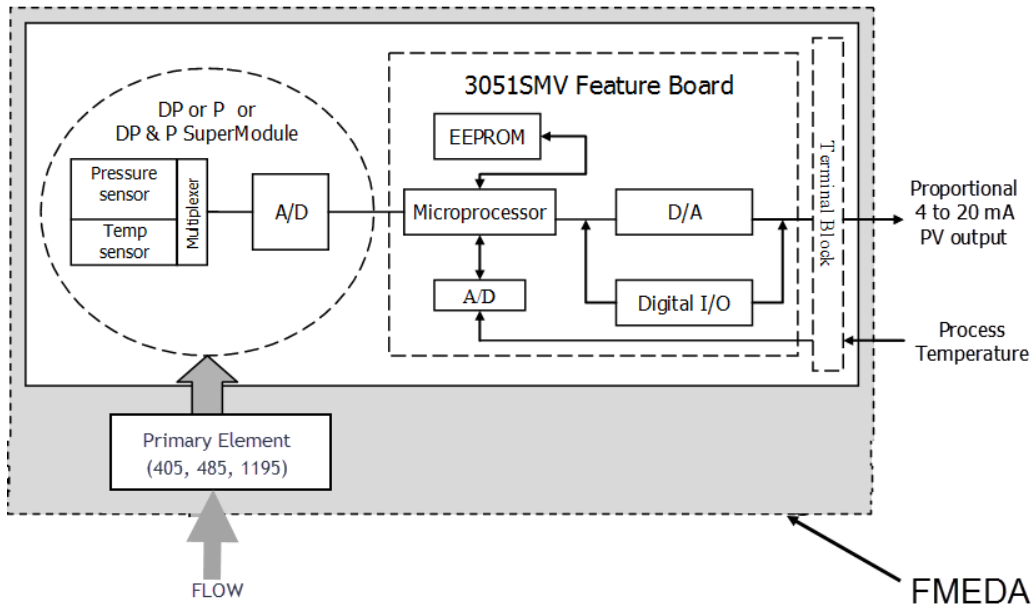 3051SMV Feature Board
DP or P or
DP & P SuperModule
EEPROM
Pressure
sensor
Temp
sensor
Multiplexer
A/D
Microprocessor
D/A
A/D
Digital I/O
Terminal Block
Proportional
4 to 20 mA
PV output
Process
Temperature
Primary Element
(405, 485, 1195)
FLOW
FMEDA